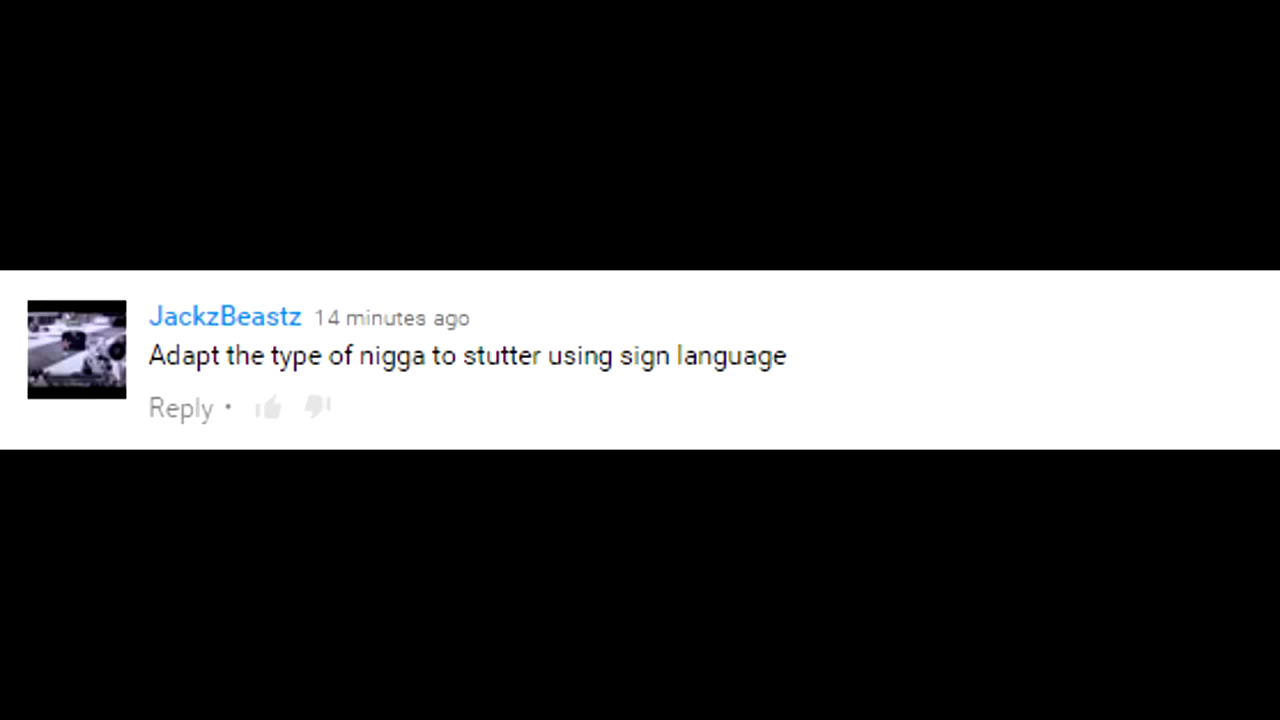 JackzBeastz 14 minutes ago
Adapt the type of nigga to stutter using sign language
Reply •